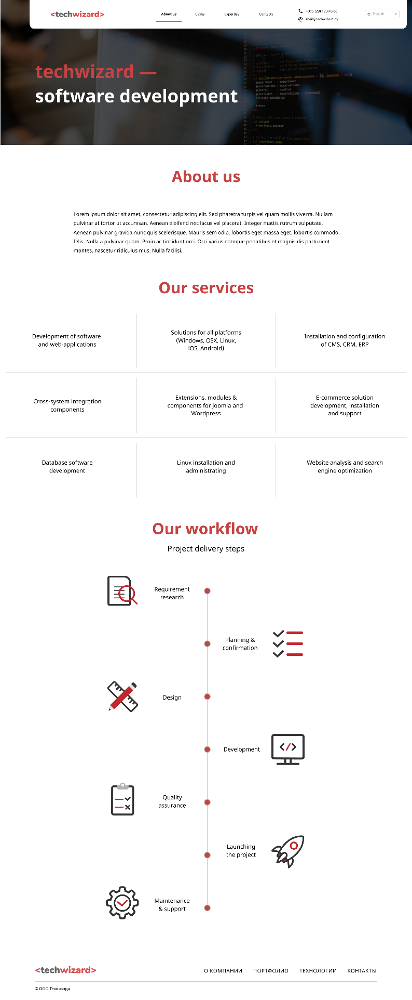 <techwizard>
About us
Cases
Expertise
Contacts
+375 (29) 123-45-68
mail@techwizard.by
English
techwizard —
software development
About us
Lorem ipsum dolor sit amet, consectetur adipiscing elit. Sed pharetra turpis vel quam mollis viverra. Nullam
pulvinar at tortor ut accumsan. Aenean eleifend nec lacus vel placerat. Integer mattis rutrum vulputate.
Aenean pulvinar gravida nunc quis scelerisque. Mauris sem odio, lobortis eget massa eget, lobortis commodo
felis. Nulla a pulvinar quam. Proin ac tincidunt orci. Orci varius natoque penatibus et magnis dis parturient
montes, nascetur ridiculus mus. Nulla facilisi.
Our services
Development of software
and web-applications
Solutions for all platforms
(Windows, OSX, Linux,
iOS, Android)
Installation and configuration
of CMS, CRM, ERP
Cross-system integration
components
Extensions, modules &
components for Joomla and
Wordpress
E-commerce solution
development, installation
and support
Database software
development
Linux installation and
administrating
Website analysis and search
engine optimization
Our workflow
Project delivery steps
Requirement
research
Planning &
confirmation
Design
Development
Quality
assurance
Launching
the project
Maintenance
& support
<techwizard>
О КОМПАНИИ
ПОРТФОЛИО
ТЕХНОЛОГИИ
КОНТАКТЫ
© ООО Техвизард